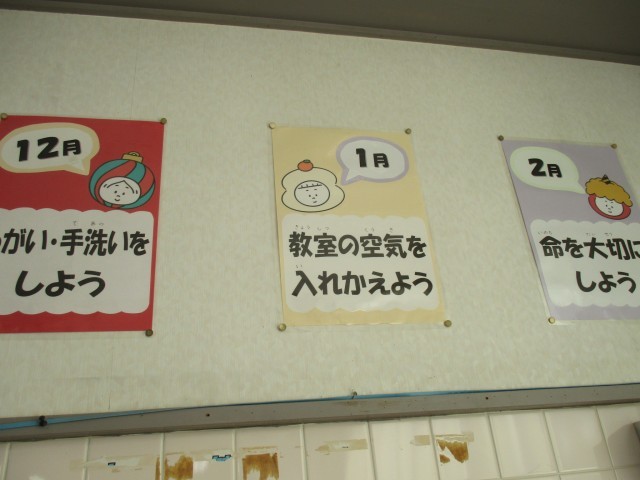 12月
がい・手洗いを
しよう
1月
教室の空気を
入れかえよう
2月
命を大切に
しよう